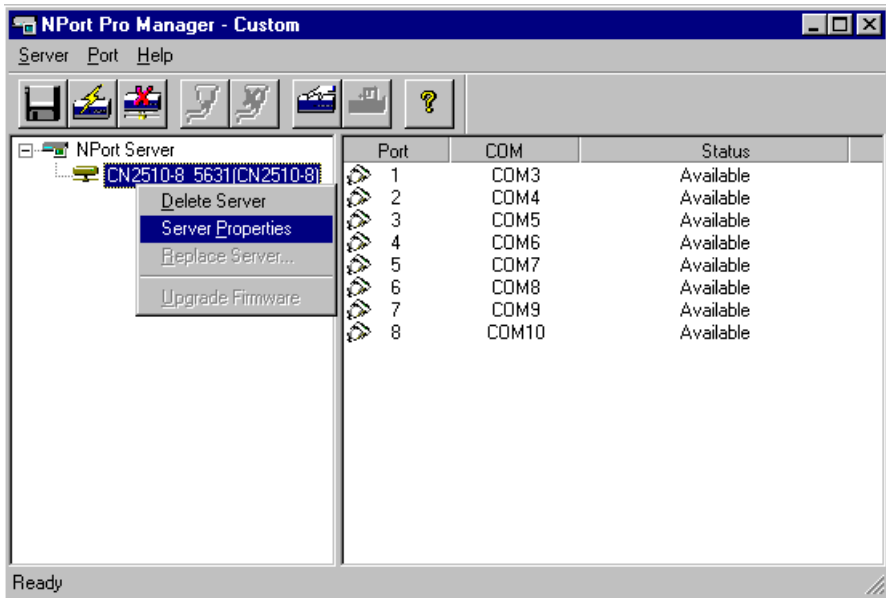 NPort Pro Manager - Custom
Server Port Help
NPort Server
CN2510-8_5631(CN2510-8)
Delete Server
Server Properties
Replace Server...
Upgrade Firmware
Port COM Status
1 COM3 Available
2 COM4 Available
3 COM5 Available
4 COM6 Available
5 COM7 Available
6 COM8 Available
7 COM9 Available
8 COM10 Available
Ready